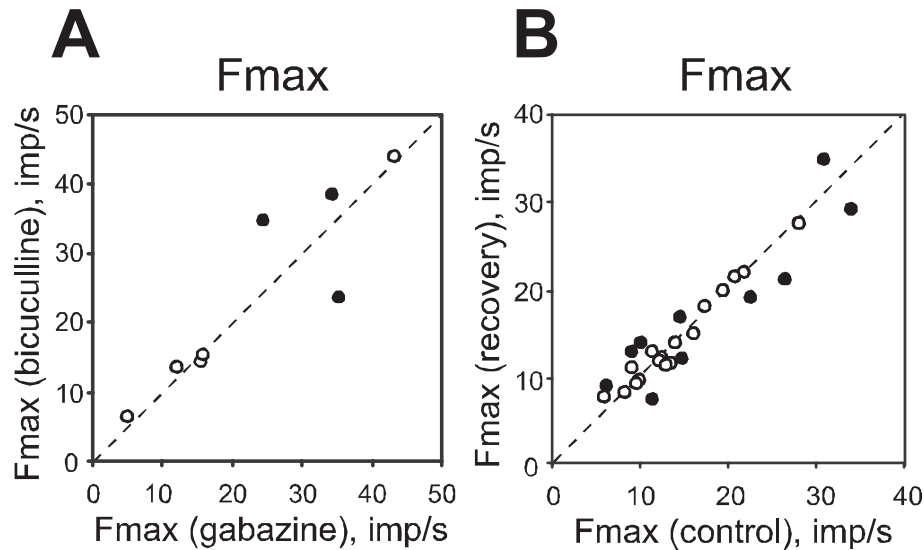 A
Fmax
50
40
30
20
10
0
0 10 20 30 40 50
Fmax (bicuculline), imp/s
Fmax (gabazine), imp/s
B
Fmax
40
30
20
10
0
0 10 20 30 40
Fmax (recovery), imp/s
Fmax (control), imp/s